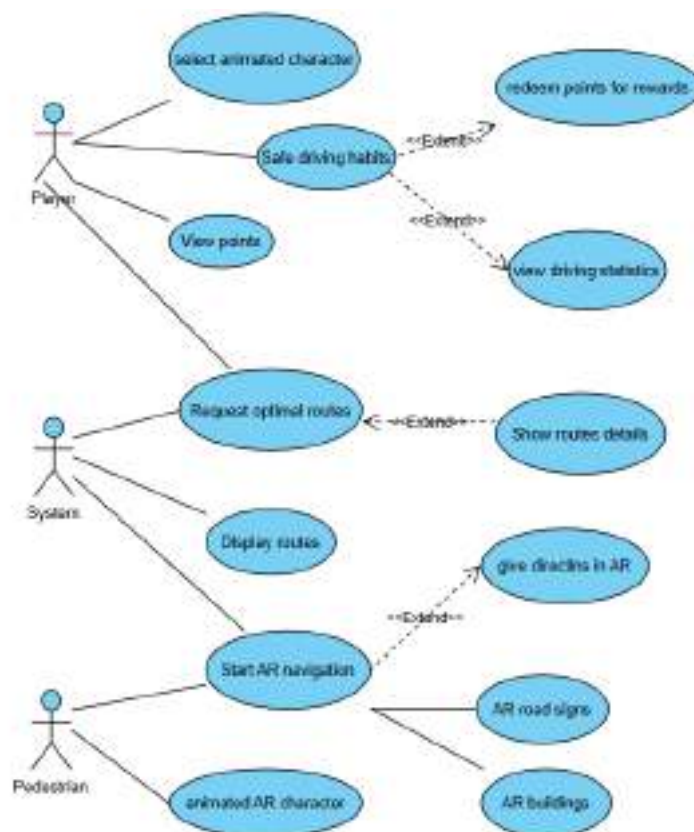 select animated character
redeem points for rewards
<<Extend>>
Safe driving habits
Player
<<Extend>>
View points
view driving statistics
Request optimal routes
<<Extend>>
Show routes details
System
Display routes
give directins in AR
<<Extend>>
Start AR navigation
AR road signs
Pedestrian
animated AR charactor
AR buildings